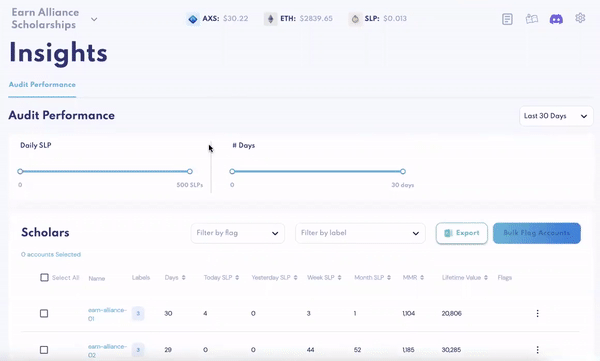 Earn Alliance
Scholarships
AXS: $30.22
ETH: $2839.65
SLP: $0.013
Insights
Audit Performance
Audit Performance
Last 30 Days
Daily SLP
# Days
0
500 SLPs
0
30 days
Scholars
Filter by flag
Filter by label
Export
Bulk Flag Accounts
0 accounts Selected
Select All
Name
Labels
Days
Today SLP
Yesterday SLP
Week SLP
Month SLP
MMR
Lifetime Value
Flags
earn-alliance-
01
3
30
4
0
3
1
1,104
20,806
earn-alliance-
02
3
29
0
0
44
52
1,185
30,285